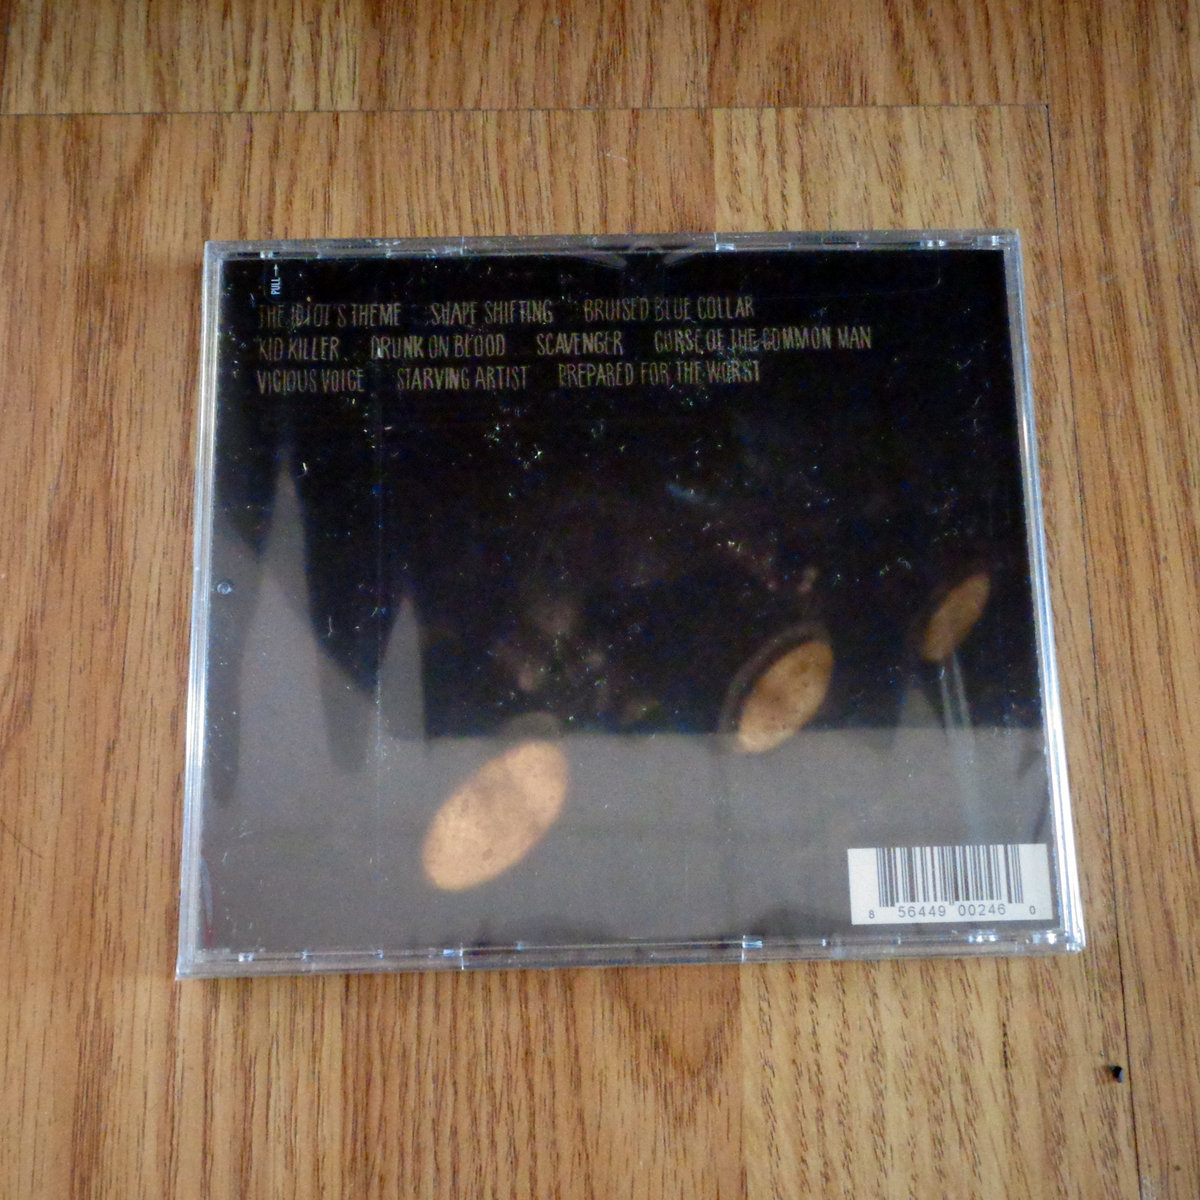 PULL→
THE IDIOT'S THEME SHAPE SHIFTING BRUISED BLUE COLLAR
KID KILLER DRUNK ON BLOOD SCAVENGER CURSE OF THE COMMON MAN
VICIOUS VOICE STARVING ARTIST PREPARED FOR THE WORST
8 56449 00246 0